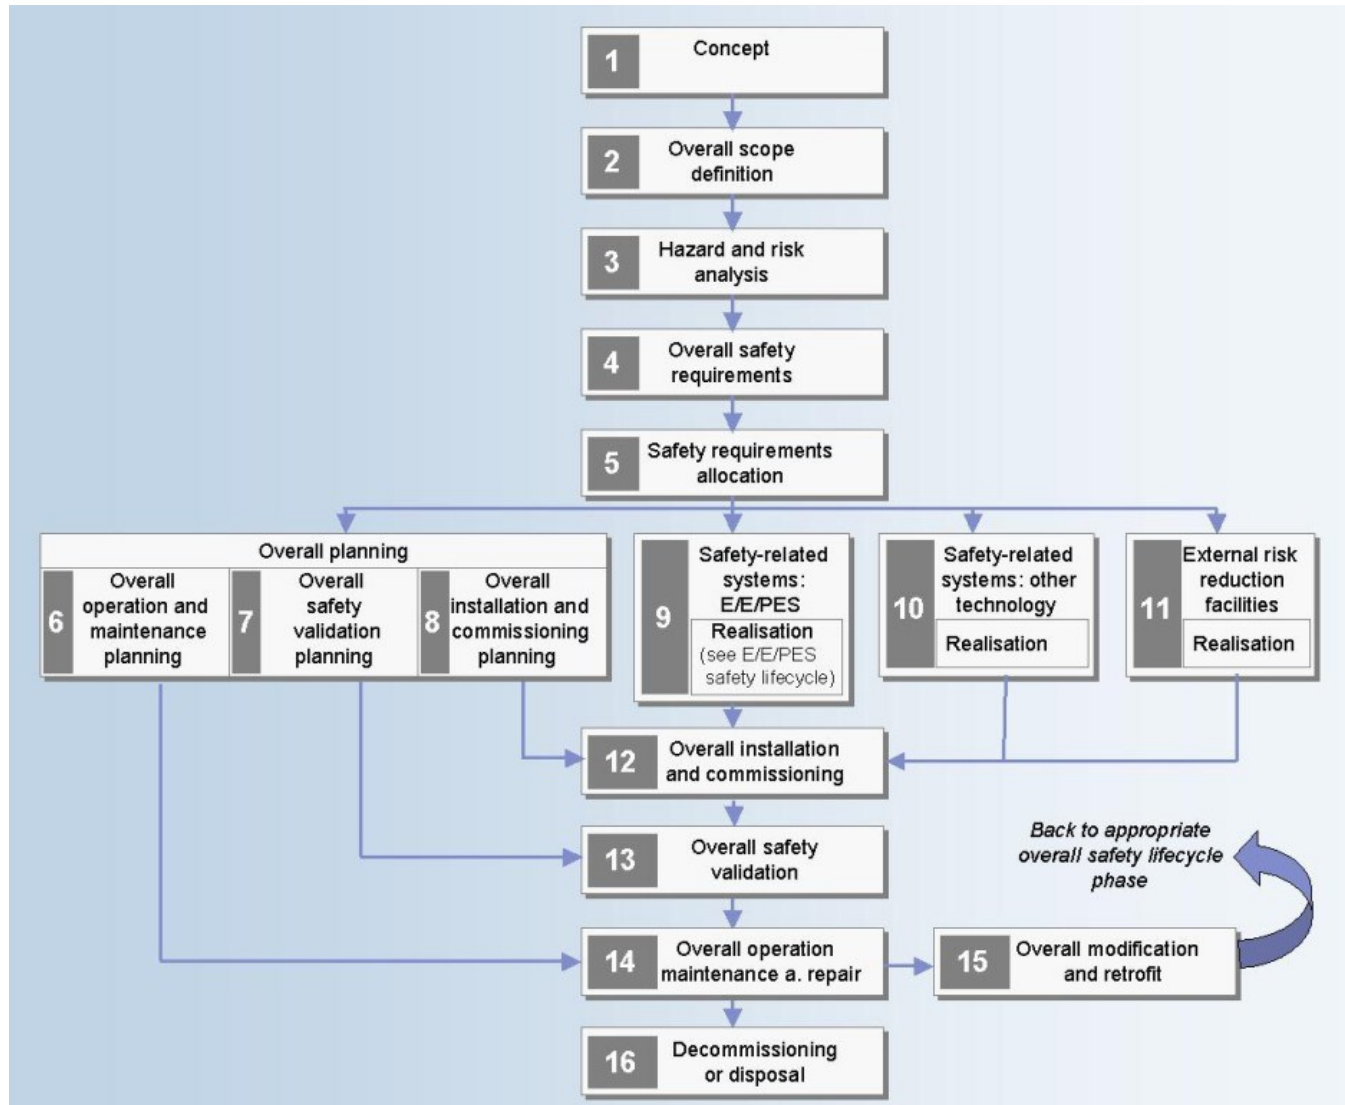 1
Concept
2
Overall scope
definition
3
Hazard and risk
analysis
4
Overall safety
requirements
5
Safety requirements
allocation
Overall planning
6
Overall
operation and
maintenance
planning
7
Overall
safety
validation
planning
8
Overall
installation and
commissioning
planning
9
Safety-related
systems:
E/E/PES
Realisation
(see E/E/PES
safety lifecycle)
10
Safety-related
systems: other
technology
Realisation
11
External risk
reduction
facilities
Realisation
12
Overall installation
and commissioning
13
Overall safety
validation
Back to appropriate
overall safety lifecycle
phase
14
Overall operation
maintenance a. repair
15
Overall modification
and retrofit
16
Decommissioning
or disposal